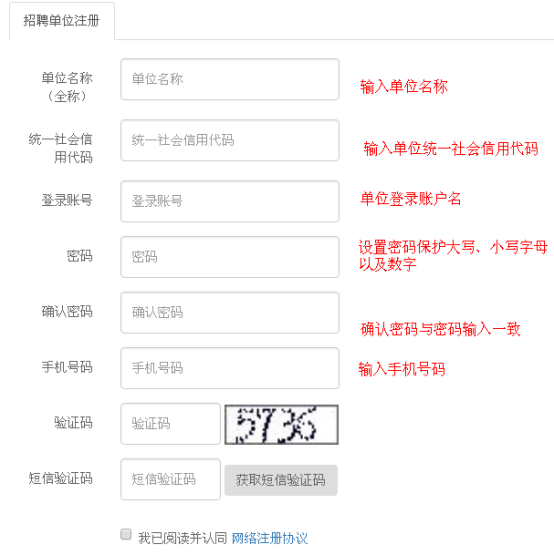 招聘单位注册
单位名称
（全称）
单位名称
输入单位名称
统一社会信
用代码
统一社会信用代码
输入单位统一社会信用代码
登录账号
登录账号
单位登录账户名
密码
密码
设置密码保护大写、小写字母
以及数字
确认密码
确认密码
确认密码与密码输入一致
手机号码
手机号码
输入手机号码
验证码
验证码
5736
短信验证码
短信验证码
获取短信验证码
我已阅读并认同 网络注册协议